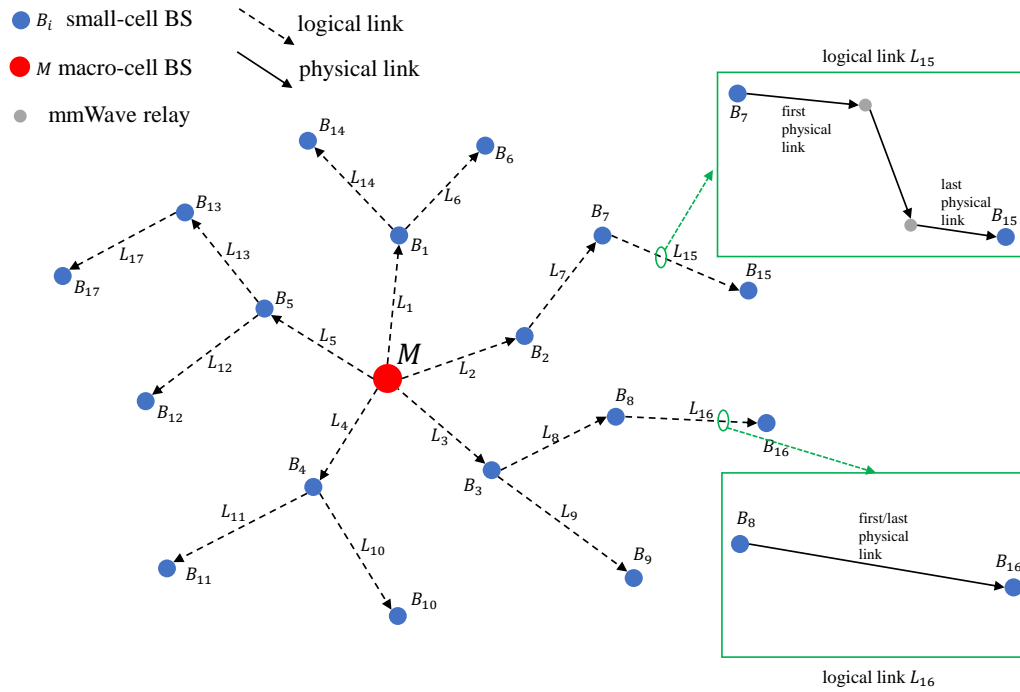 B_i small-cell BS
logical link
M macro-cell BS
physical link
mmWave relay
logical link L_15
B_7
first
physical
link
last
physical
link
B_15
B_14
B_6
L_14
L_6
B_13
B_1
B_7
L_17
L_13
L_15
B_17
B_5
L_1
L_7
B_15
L_5
M
B_2
L_12
L_2
B_12
L_4
B_8
L_16
L_3
L_8
B_16
B_4
B_3
L_11
L_9
L_10
B_11
B_9
B_10
B_8
first/last
physical
link
B_16
logical link L_16